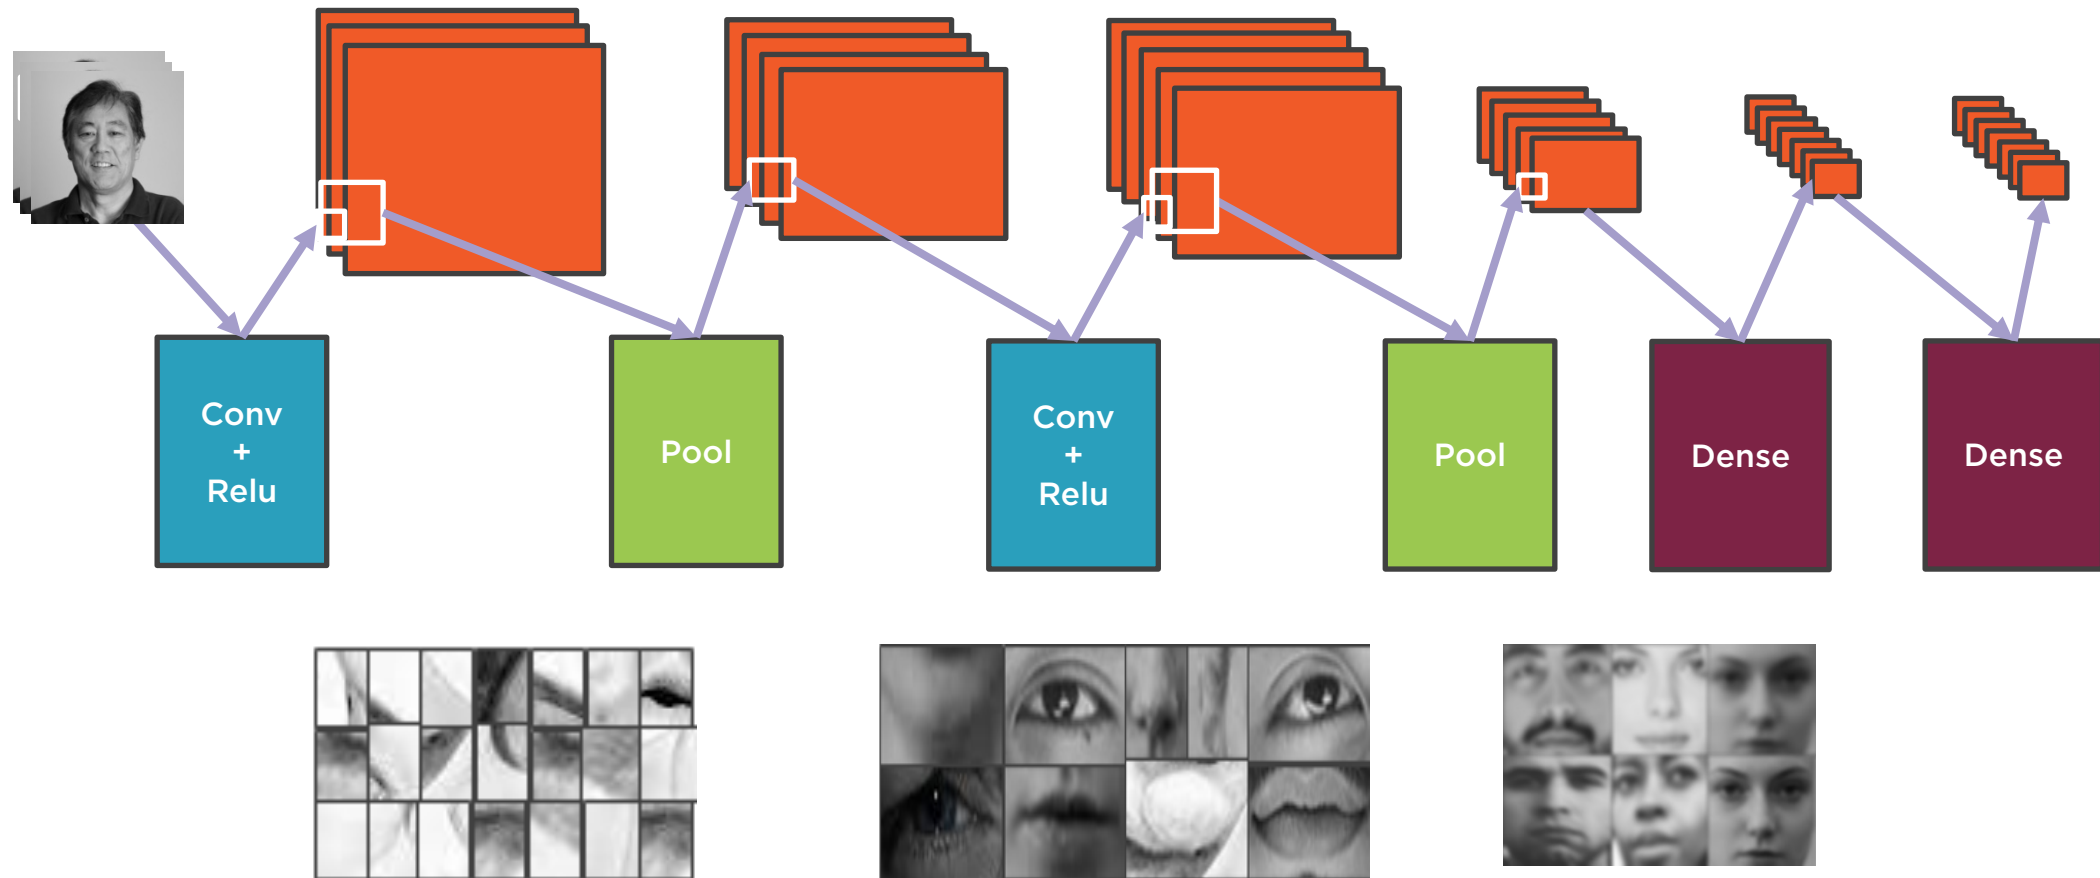 Conv
+
Relu
Pool
Conv
+
Relu
Pool
Dense
Dense